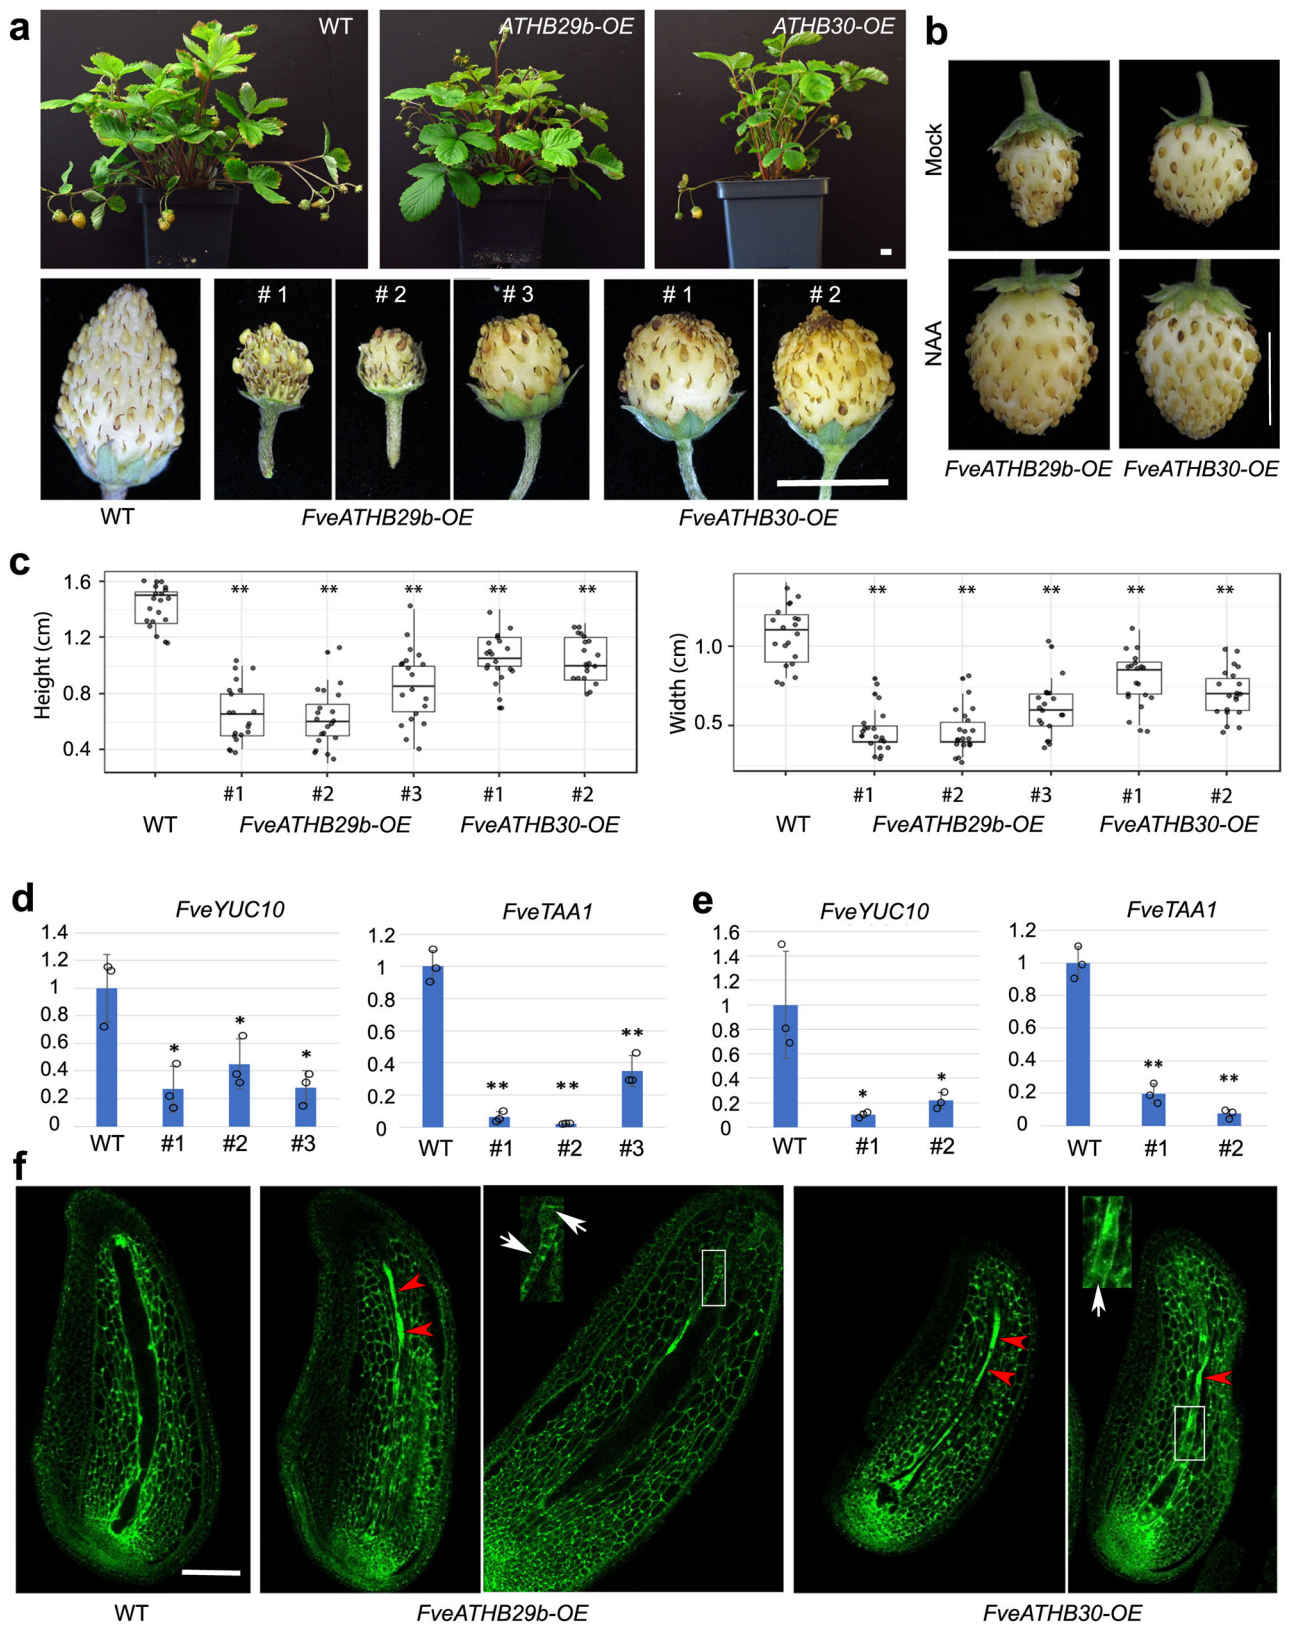 a
WT
ATHB29b-OE
ATHB30-OE
# 1
# 2
# 3
# 1
# 2
WT
FveATHB29b-OE
FveATHB30-OE
b
Mock
NAA
FveATHB29b-OE
FveATHB30-OE
c
Height (cm)
1.6
1.2
0.8
0.4
**
**
**
**
**
#1
#2
#3
#1
#2
WT
FveATHB29b-OE
FveATHB30-OE
Width (cm)
1.0
0.5
**
**
**
**
**
#1
#2
#3
#1
#2
WT
FveATHB29b-OE
FveATHB30-OE
d
FveYUC10
1.4
1.2
1
0.8
0.6
0.4
0.2
0
*
*
*
WT
#1
#2
#3
FveTAA1
1.2
1
0.8
0.6
0.4
0.2
0
**
**
**
WT
#1
#2
#3
e
FveYUC10
1.6
1.4
1.2
1
0.8
0.6
0.4
0.2
0
*
*
WT
#1
#2
FveTAA1
1.2
1
0.8
0.6
0.4
0.2
0
**
**
WT
#1
#2
f
WT
FveATHB29b-OE
FveATHB30-OE